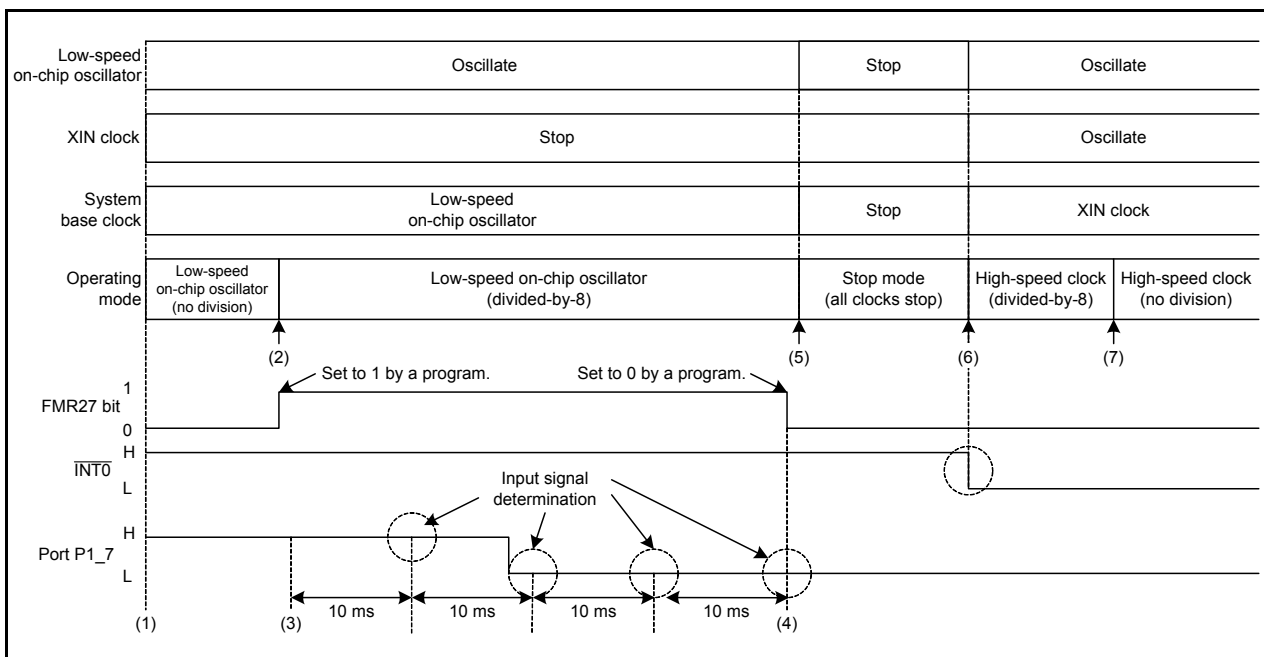 Low-speed
on-chip oscillator
Oscillate
Stop
Oscillate
XIN clock
Stop
Oscillate
System
base clock
Low-speed
on-chip oscillator
Stop
XIN clock
Operating
mode
Low-speed
on-chip oscillator
(no division)
Low-speed on-chip oscillator
(divided-by-8)
Stop mode
(all clocks stop)
High-speed clock
(divided-by-8)
High-speed clock
(no division)
(2)
(5)
(6)
(7)
Set to 1 by a program.
Set to 0 by a program.
1
FMR27 bit
0
H
INT0
L
Input signal
determination
H
Port P1_7
L
10 ms
10 ms
10 ms
10 ms
(1)
(3)
(4)